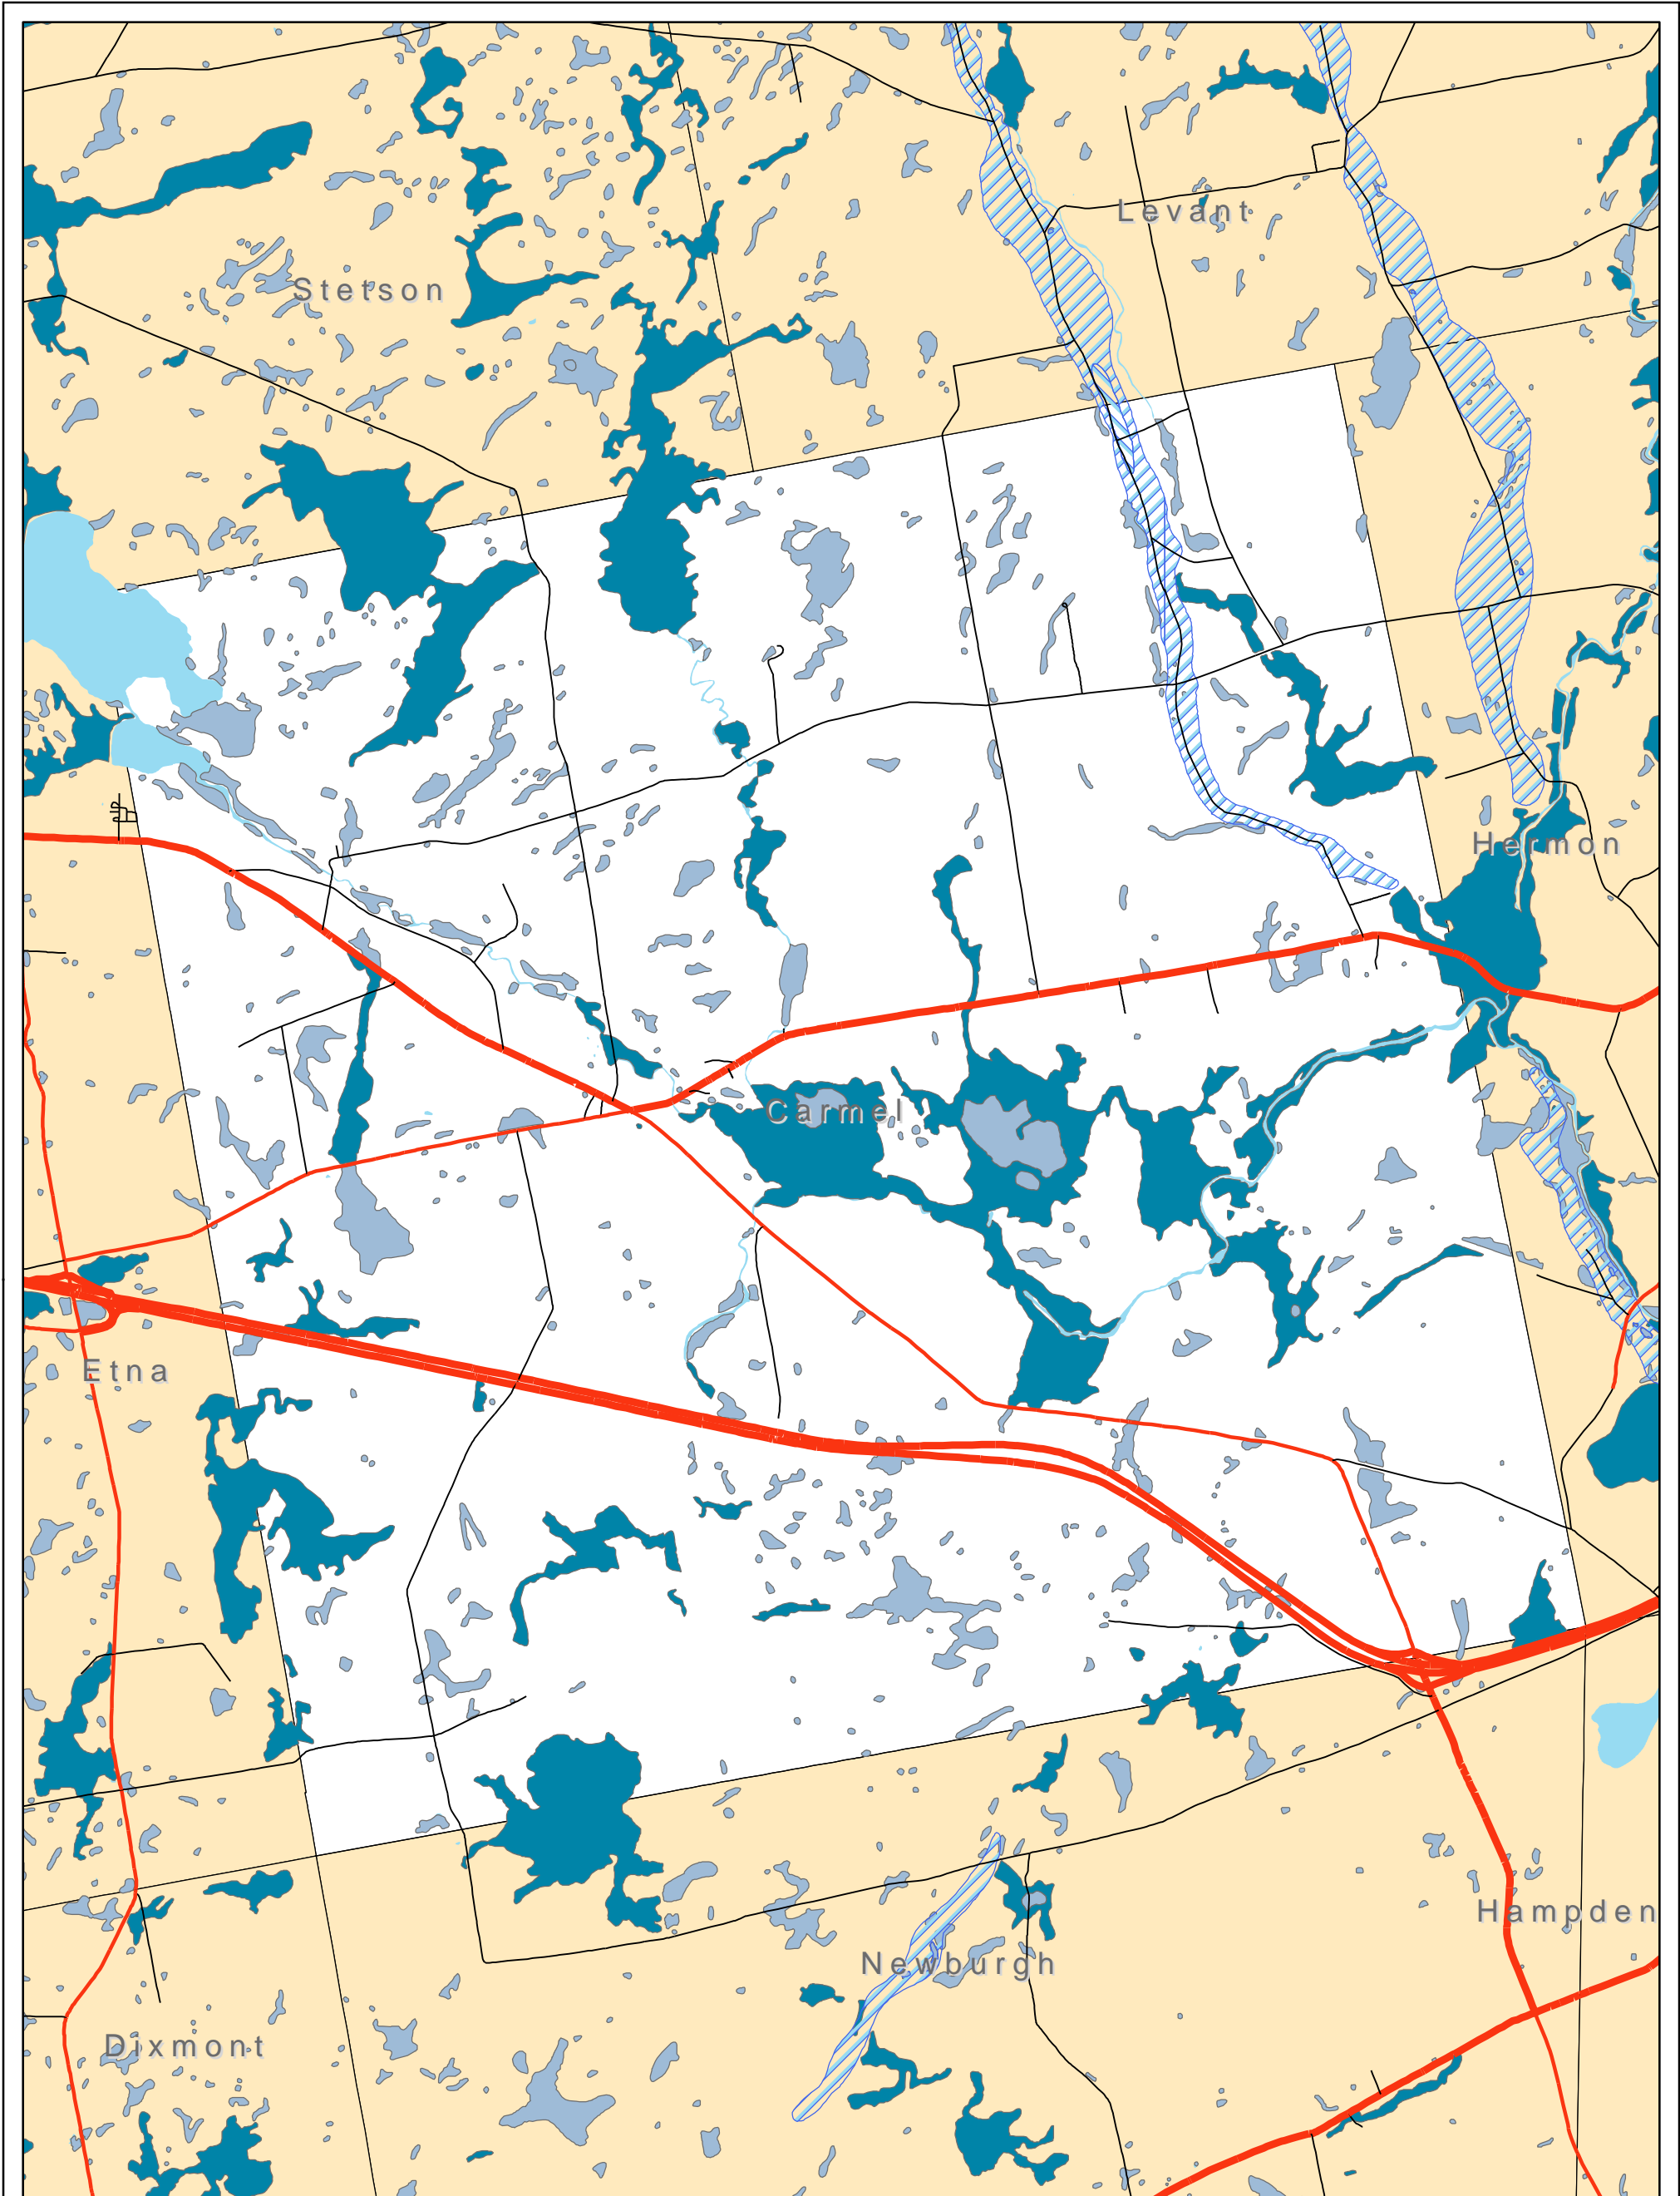 Levant
Stetson
Hermon
Carmel
Etna
Hampden
Newburgh
Dixmont